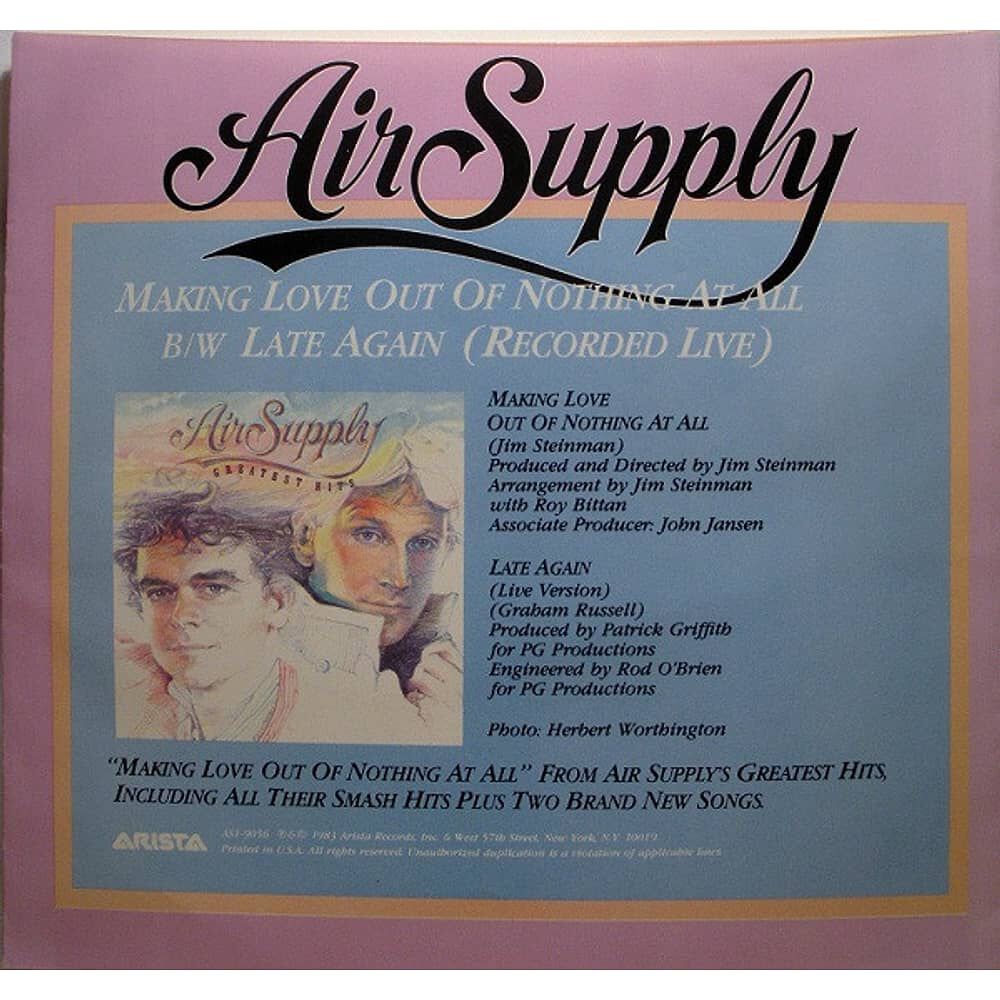 Air Supply
MAKING LOVE OUT OF NOTHING AT ALL
B/W LATE AGAIN (RECORDED LIVE)
Air Supply
GREATEST HITS
MAKING LOVE
OUT OF NOTHING AT ALL
(Jim Steinman)
Produced and Directed by Jim Steinman
Arrangement by Jim Steinman
with Roy Bittan
Associate Producer: John Jansen
LATE AGAIN
(Live Version)
(Graham Russell)
Produced by Patrick Griffith
for PG Productions
Engineered by Rod O'Brien
for PG Productions
Photo: Herbert Worthington
"MAKING LOVE OUT OF NOTHING AT ALL" FROM AIR SUPPLY'S GREATEST HITS,
INCLUDING ALL THEIR SMASH HITS PLUS TWO BRAND NEW SONGS.
ARISTA
AS1-9056 ℗&© 1983 Arista Records, Inc. 6 West 57th Street, New York, N.Y. 10019
Printed in U.S.A. All rights reserved. Unauthorized duplication is a violation of applicable laws.